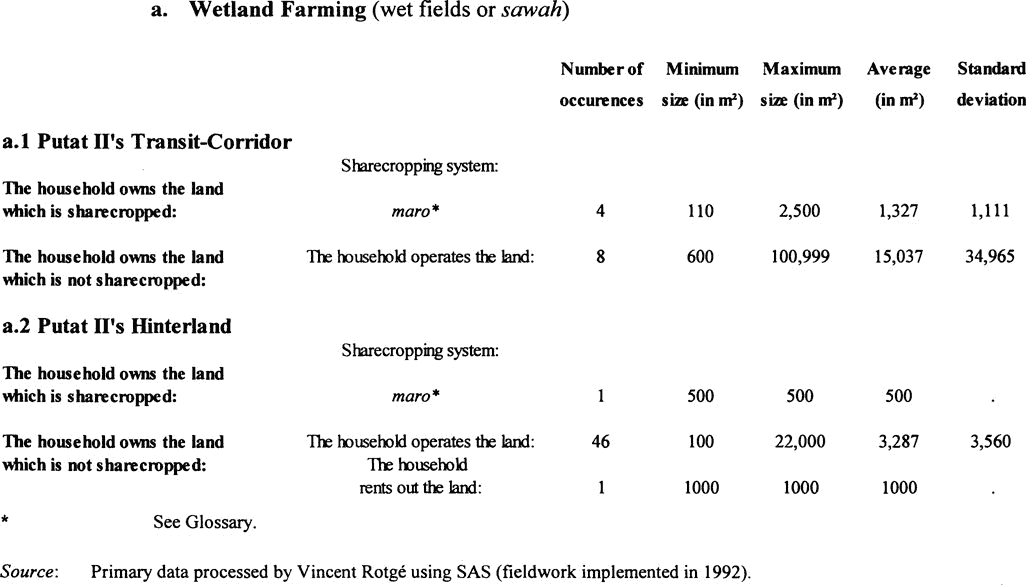 a. Wetland Farming (wet fields or sawah)
Number of Minimum Maximum Average Standard
occurences size (in m²) size (in m²) (in m²) deviation
a.1 Putat II's Transit-Corridor
Sharecropping system:
The household owns the land
which is sharecropped: maro* 4 110 2,500 1,327 1,111
The household owns the land The household operates the land: 8 600 100,999 15,037 34,965
which is not sharecropped:
a.2 Putat II's Hinterland
Sharecropping system:
The household owns the land
which is sharecropped: maro* 1 500 500 500 .
The household owns the land The household operates the land: 46 100 22,000 3,287 3,560
which is not sharecropped: The household
rents out the land: 1 1000 1000 1000 .
* See Glossary.
Source: Primary data processed by Vincent Rotgé using SAS (fieldwork implemented in 1992).